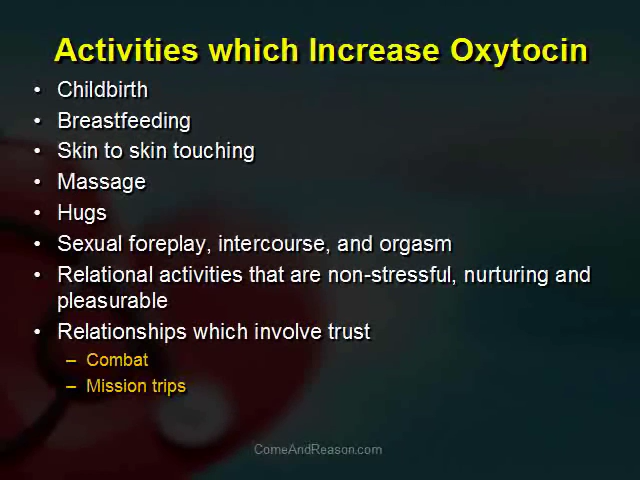 Activities which Increase Oxytocin
• Childbirth
• Breastfeeding
• Skin to skin touching
• Massage
• Hugs
• Sexual foreplay, intercourse, and orgasm
• Relational activities that are non-stressful, nurturing and
pleasurable
• Relationships which involve trust
– Combat
– Mission trips
ComeAndReason.com